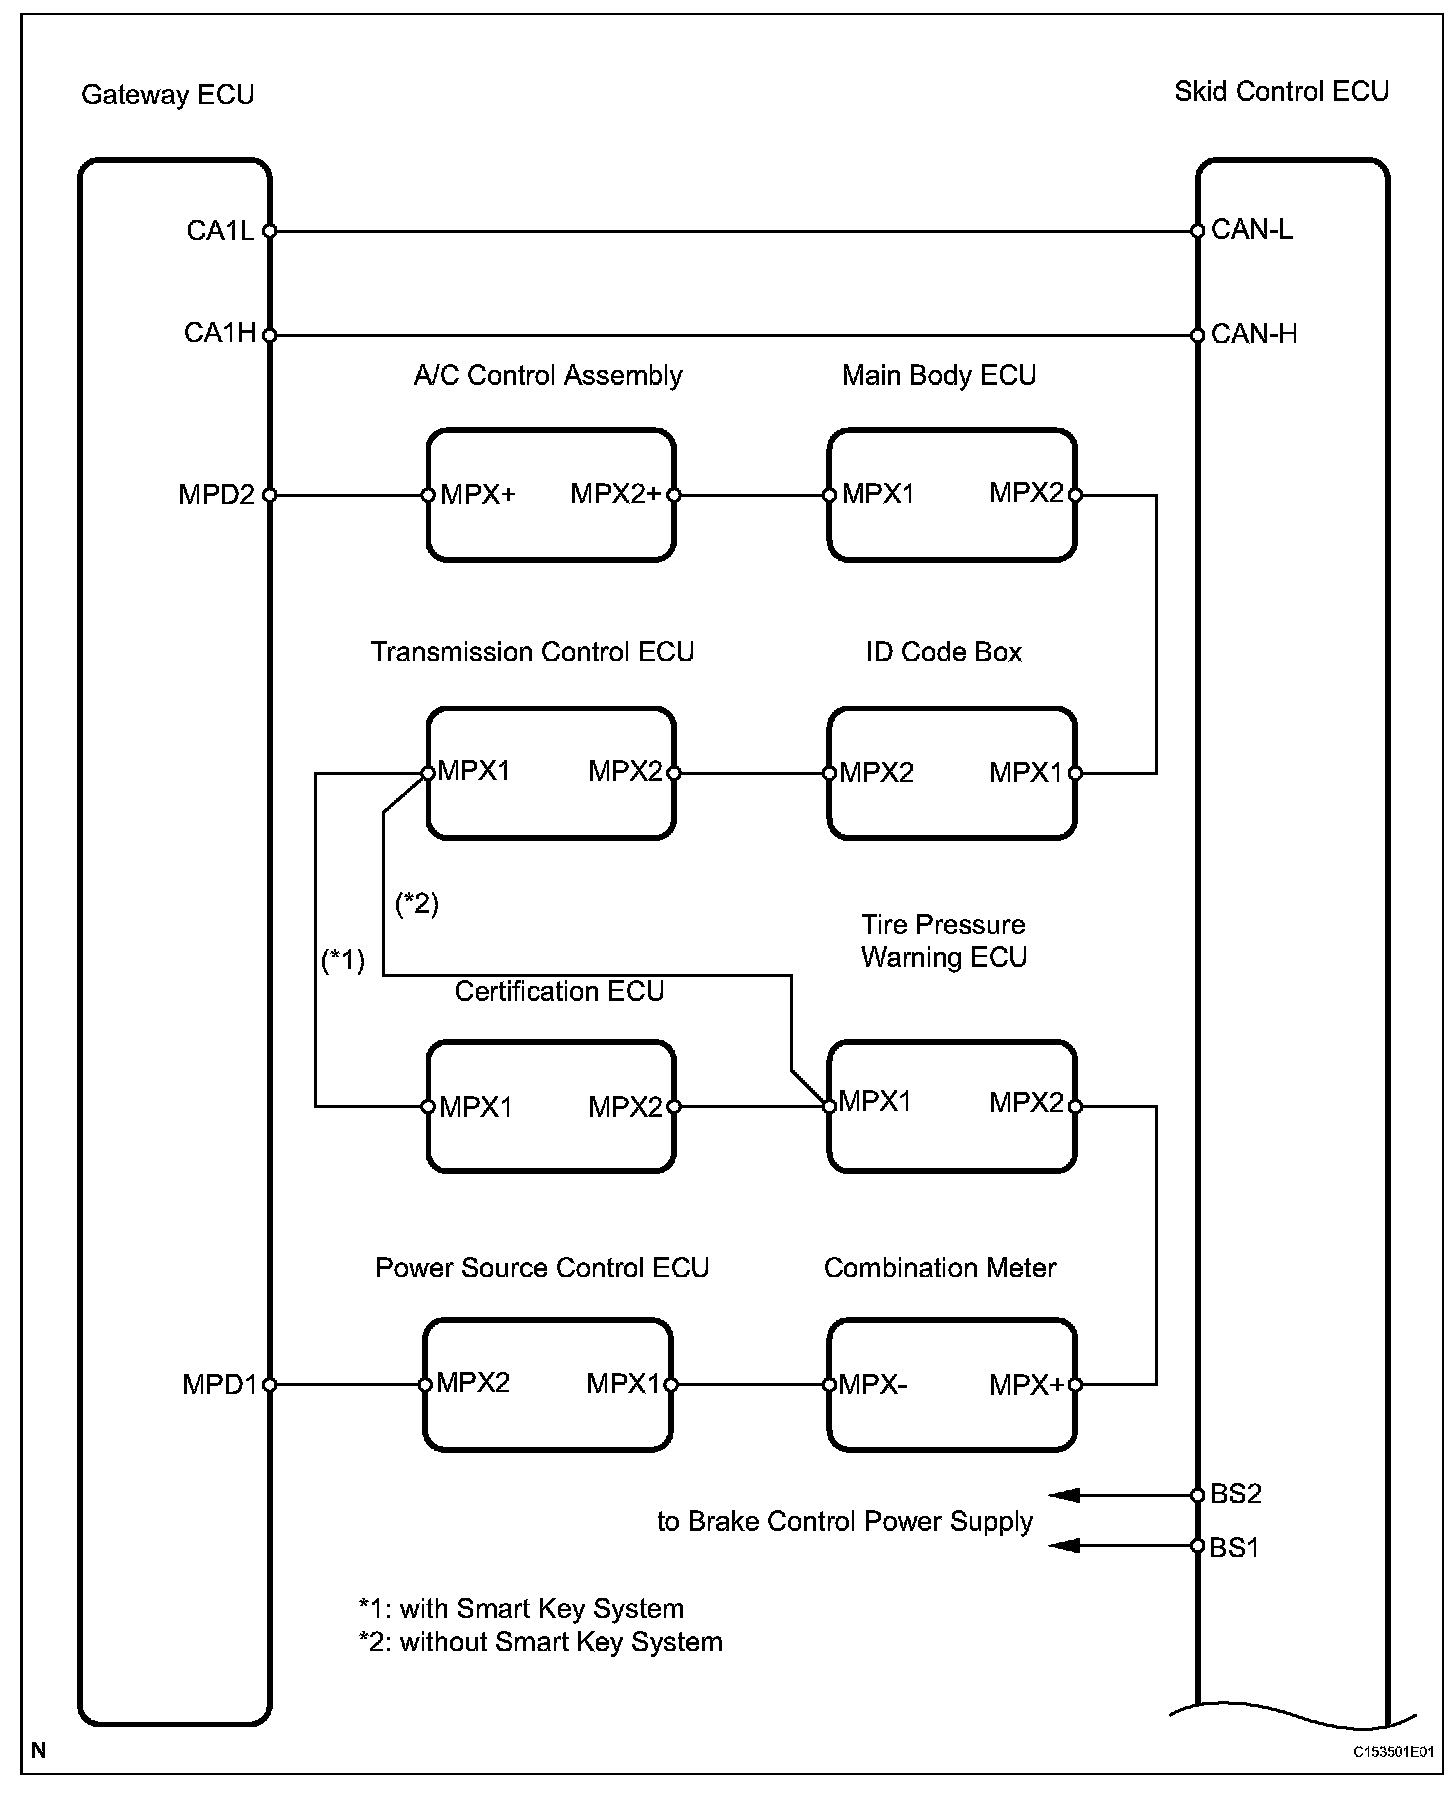 Gateway ECU
Skid Control ECU
CA1L
CAN-L
CA1H
CAN-H
A/C Control Assembly
Main Body ECU
MPD2
MPX+
MPX2+
MPX1
MPX2
Transmission Control ECU
ID Code Box
MPX1
MPX2
MPX2
MPX1
(*2)
(*1)
Tire Pressure
Warning ECU
Certification ECU
MPX1
MPX2
MPX1
MPX2
Power Source Control ECU
Combination Meter
MPD1
MPX2
MPX1
MPX-
MPX+
BS2
to Brake Control Power Supply
BS1
*1: with Smart Key System
*2: without Smart Key System
N
C153501E01